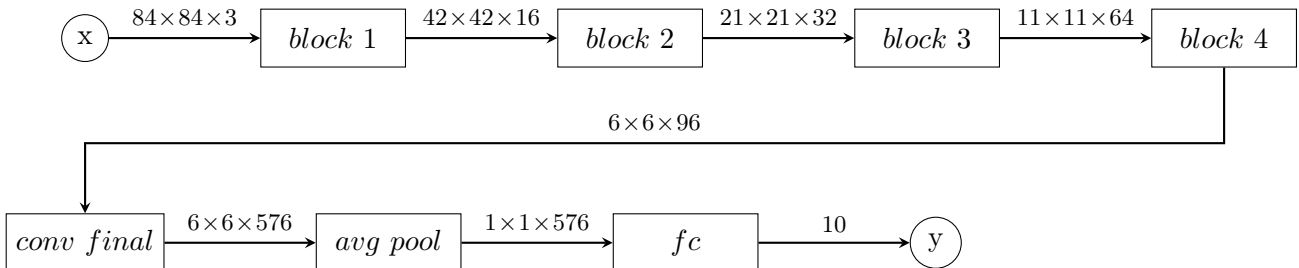 84×84×3 42×42×16 21×21×32 11×11×64
x block 1 block 2 block 3 block 4
6×6×96
6×6×576 1×1×576 10
conv final avg pool fc y